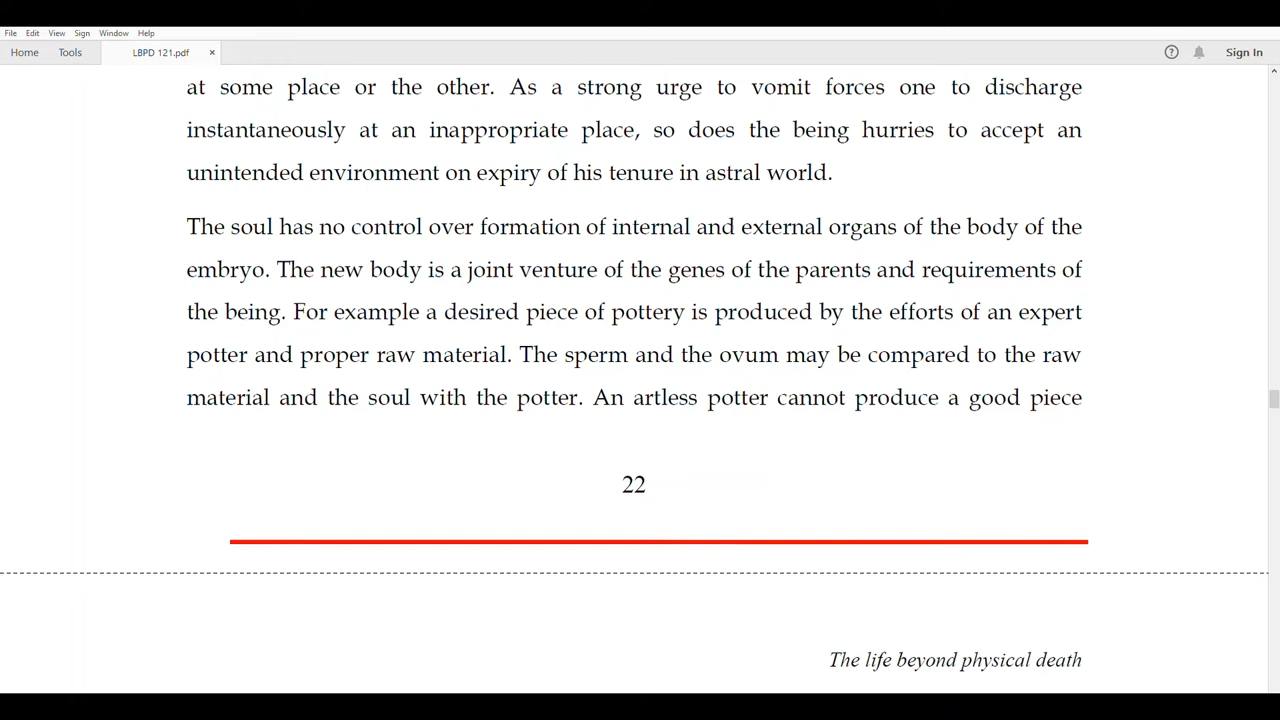 File Edit View Sign Window Help
Home Tools LBPD 121.pdf × ? Sign In
at some place or the other. As a strong urge to vomit forces one to discharge
instantaneously at an inappropriate place, so does the being hurries to accept an
unintended environment on expiry of his tenure in astral world.
The soul has no control over formation of internal and external organs of the body of the
embryo. The new body is a joint venture of the genes of the parents and requirements of
the being. For example a desired piece of pottery is produced by the efforts of an expert
potter and proper raw material. The sperm and the ovum may be compared to the raw
material and the soul with the potter. An artless potter cannot produce a good piece
22
The life beyond physical death